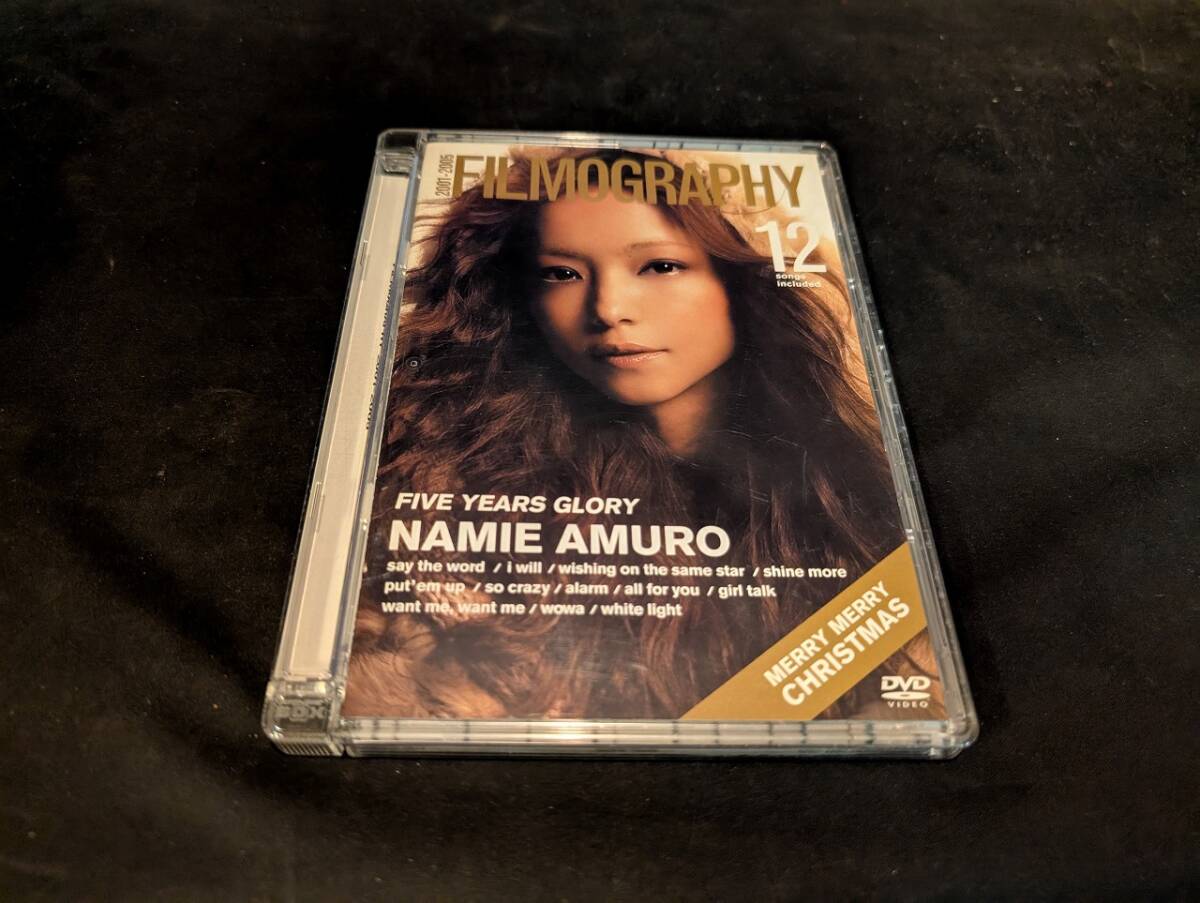 2001-2005
FILMOGRAPHY
12
songs
included
FIVE YEARS GLORY
NAMIE AMURO
say the word / i will / wishing on the same star / shine more
put'em up / so crazy / alarm / all for you / girl talk
want me, want me / wowa / white light
MERRY MERRY
CHRISTMAS
DVD
VIDEO